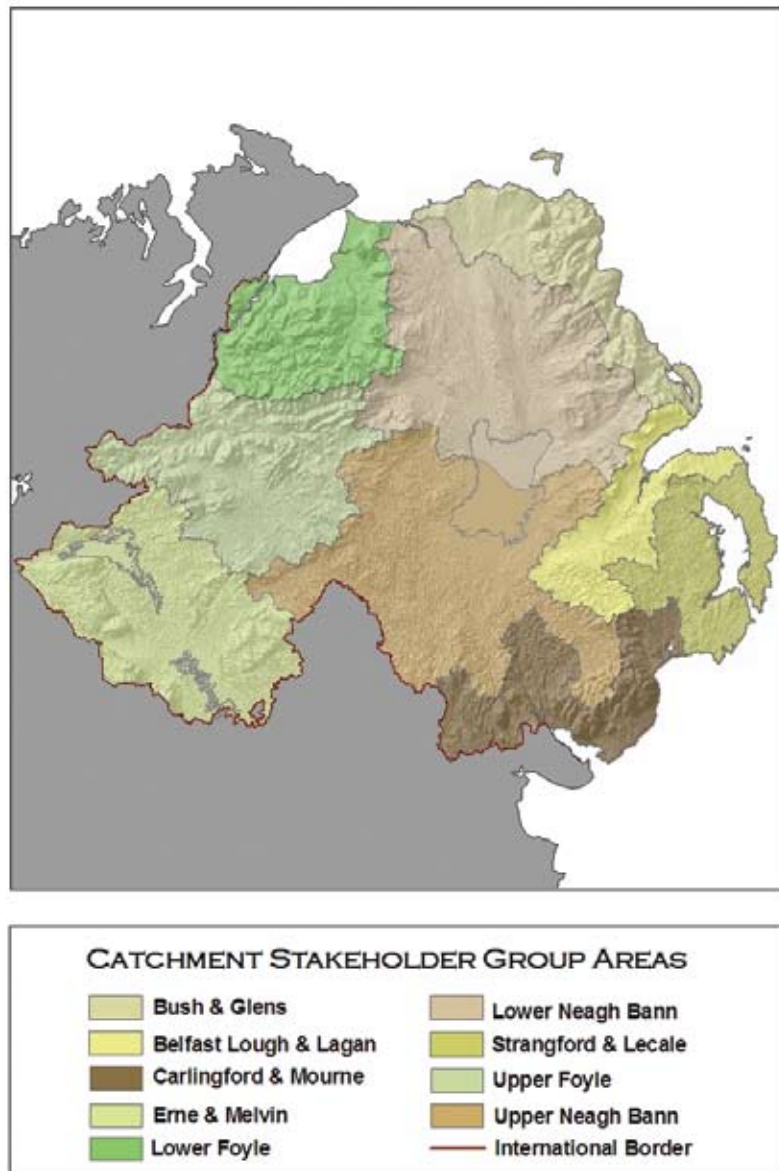 CATCHMENT STAKEHOLDER GROUP AREAS
Bush & Glens
Belfast Lough & Lagan
Carlingford & Mourne
Erne & Melvin
Lower Foyle
Lower Neagh Bann
Strangford & Lecale
Upper Foyle
Upper Neagh Bann
International Border